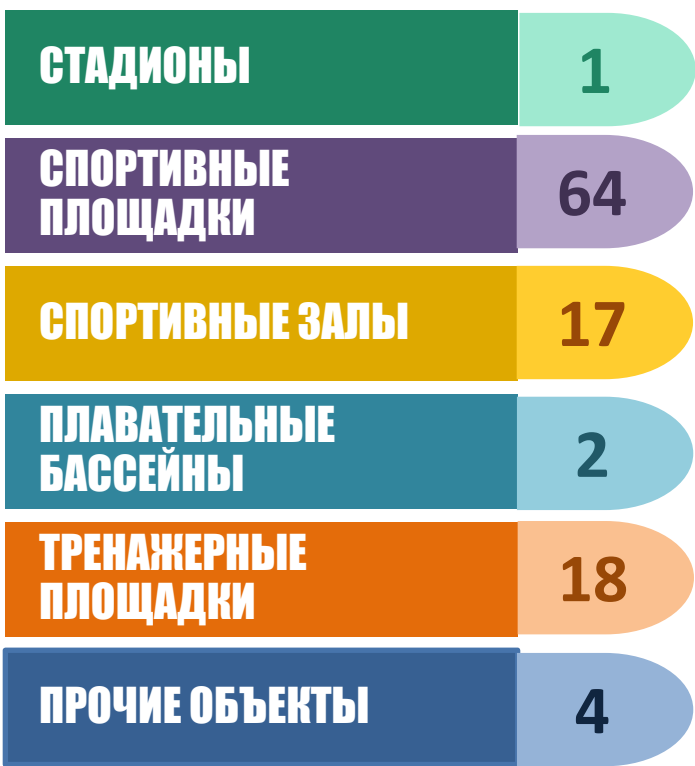 СТАДИОНЫ
1
СПОРТИВНЫЕ
ПЛОЩАДКИ
64
СПОРТИВНЫЕ ЗАЛЫ
17
ПЛАВАТЕЛЬНЫЕ
БАССЕЙНЫ
2
ТРЕНАЖЕРНЫЕ
ПЛОЩАДКИ
18
ПРОЧИЕ ОБЪЕКТЫ
4